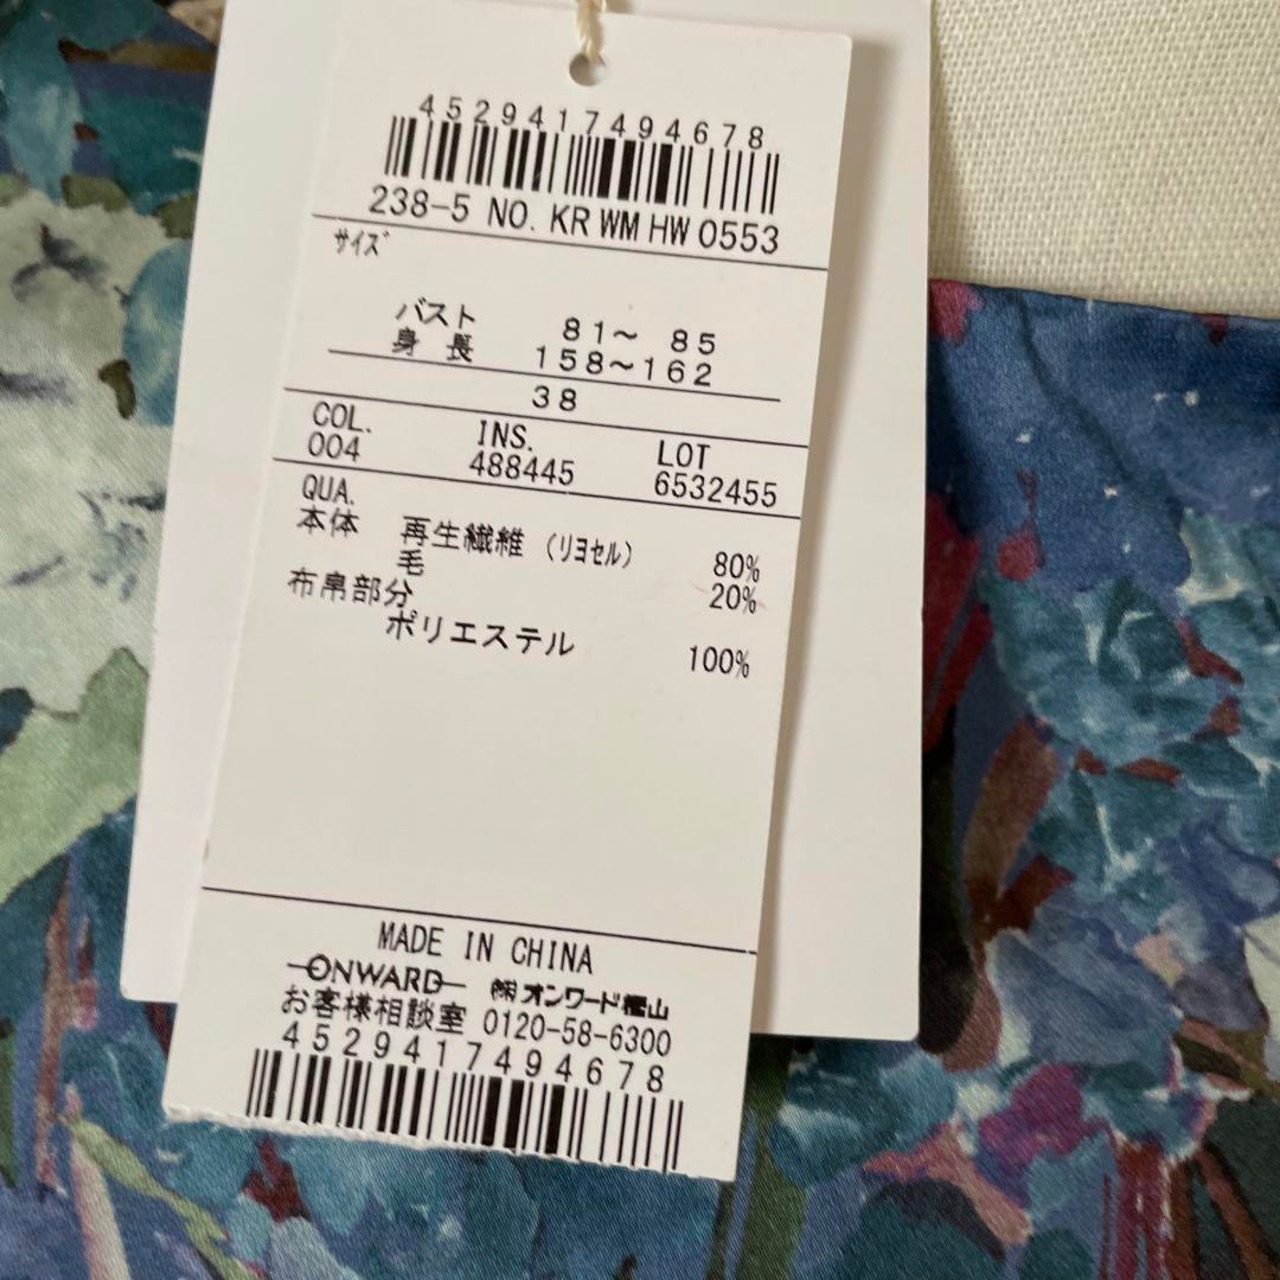 4529417494678
238-5 NO. KR WM HW 0553
サイズ
バスト 81〜 85
身長 158〜162
38
COL. INS. LOT
004 488445 6532455
QUA.
本体 再生繊維 (リヨセル) 80%
毛 20%
布帛部分
ポリエステル 100%
MADE IN CHINA
ONWARD ㈱オンワード樫山
お客様相談室 0120-58-6300
4529417494678